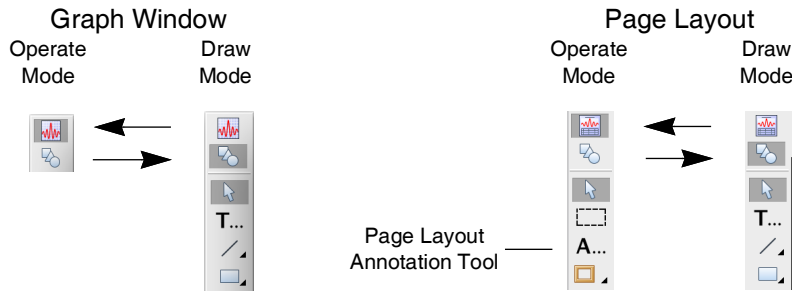 Graph Window
Operate Mode
Draw Mode
T...
Page Layout
Operate Mode
Draw Mode
Page Layout
Annotation Tool
A...
T...